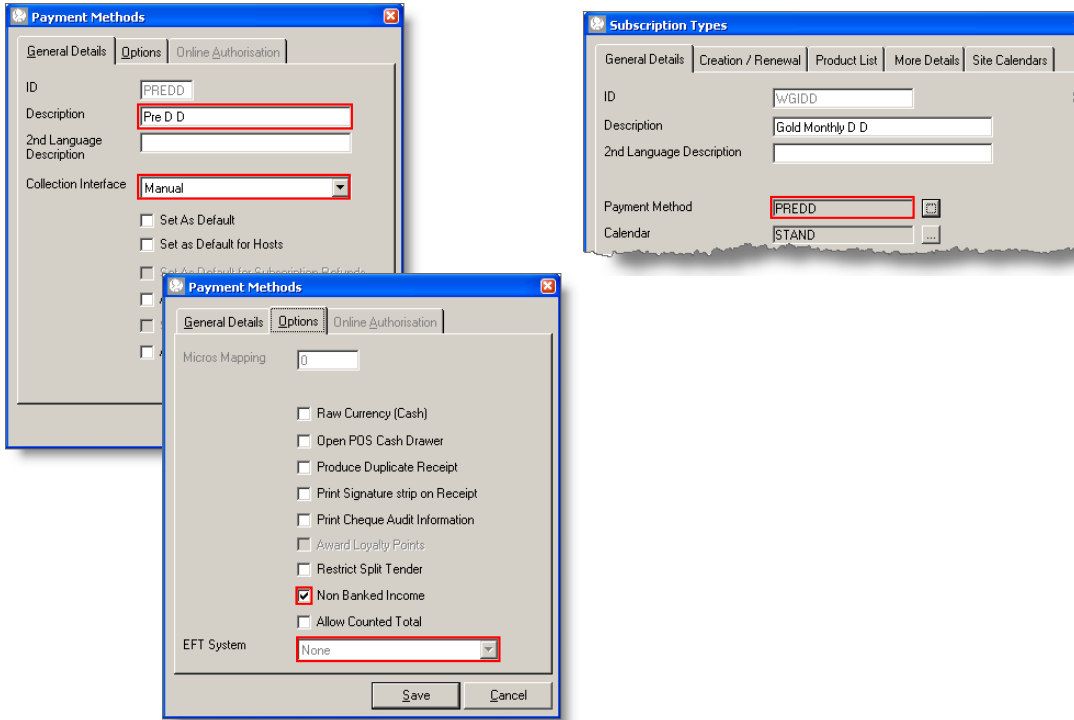 Payment Methods
General Details Options Online Authorisation
ID PREDD
Description Pre D D
2nd Language
Description
Collection Interface Manual
Set As Default
Set as Default for Hosts
Set As Default for Subscription Refunds
Payment Methods
General Details Options Online Authorisation
Micros Mapping 0
Raw Currency (Cash)
Open POS Cash Drawer
Produce Duplicate Receipt
Print Signature strip on Receipt
Print Cheque Audit Information
Award Loyalty Points
Restrict Split Tender
Non Banked Income
Allow Counted Total
EFT System None
Save Cancel
Subscription Types
General Details Creation / Renewal Product List More Details Site Calendars
ID WGIDD
Description Gold Monthly D D
2nd Language Description
Payment Method PREDD
Calendar STAND ...